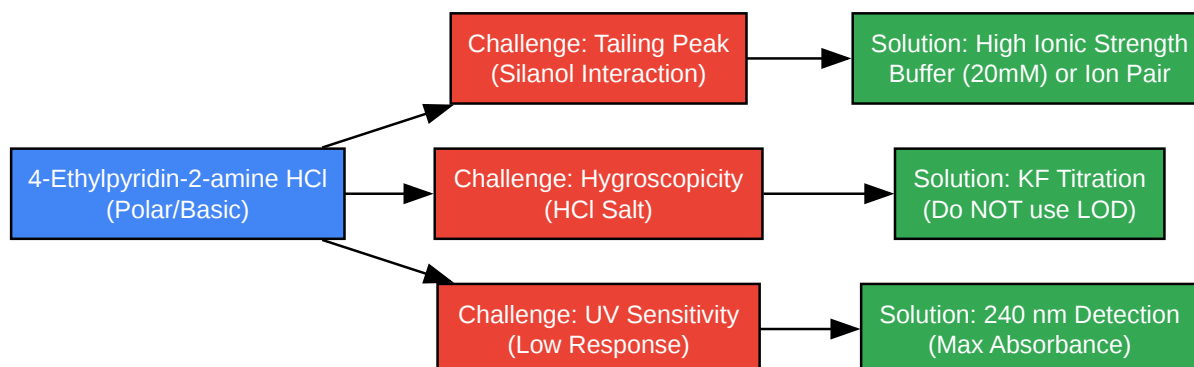 Challenge: Tailing Peak
(Silanol Interaction)
Solution: High Ionic Strength
Buffer (20mM) or Ion Pair
4-Ethylpyridin-2-amine HCl
(Polar/Basic)
Challenge: Hygroscopicity
(HCl Salt)
Solution: KF Titration
(Do NOT use LOD)
Challenge: UV Sensitivity
(Low Response)
Solution: 240 nm Detection
(Max Absorbance)